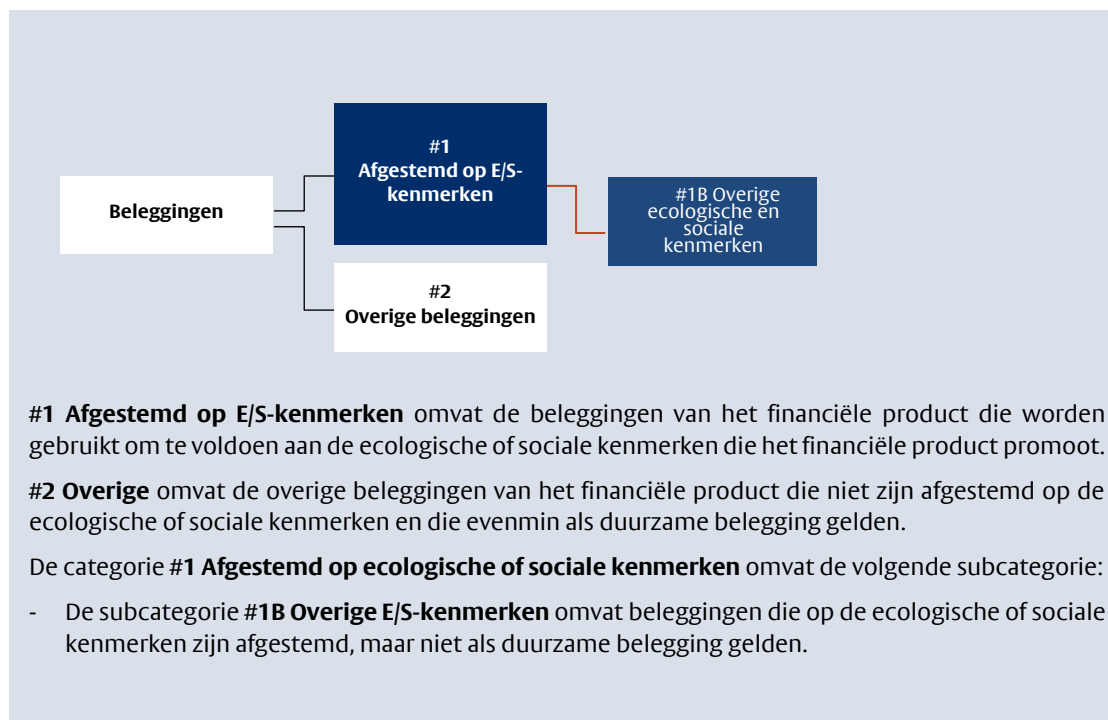 #1
Afgestemd op E/S-
kenmerken
#1B Overige
ecologische en
sociale
kenmerken
Beleggingen
#2
Overige beleggingen
#1 Afgestemd op E/S-kenmerken omvat de beleggingen van het financiële product die worden
gebruikt om te voldoen aan de ecologische of sociale kenmerken die het financiële product promoot.
#2 Overige omvat de overige beleggingen van het financiële product die niet zijn afgestemd op de
ecologische of sociale kenmerken en die evenmin als duurzame belegging gelden.
De categorie #1 Afgestemd op ecologische of sociale kenmerken omvat de volgende subcategorie:
- De subcategorie #1B Overige E/S-kenmerken omvat beleggingen die op de ecologische of sociale
kenmerken zijn afgestemd, maar niet als duurzame belegging gelden.